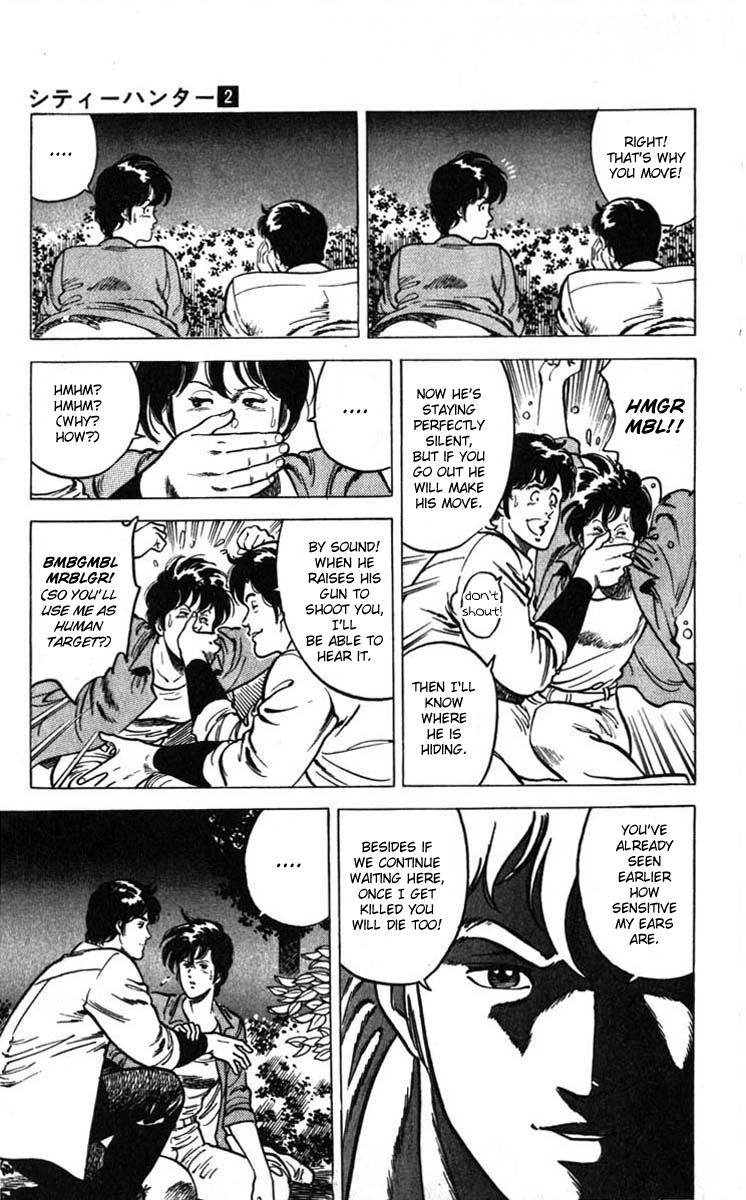 シティーハンター2
RIGHT!
THAT'S WHY
YOU MOVE!
....
HMGR
MBL!!
NOW HE'S
STAYING
PERFECTLY
SILENT,
BUT IF YOU
GO OUT HE
WILL MAKE
HIS MOVE.
don't
shout!
THEN I'LL
KNOW
WHERE
HE IS
HIDING.
....
HMHM?
HMHM?
(WHY?
HOW?)
BY SOUND!
WHEN HE
RAISES HIS
GUN TO
SHOOT YOU,
I'LL
BE ABLE TO
HEAR IT.
BMBGMBL
MRBLGR!
(SO YOU'LL
USE ME AS
HUMAN
TARGET?)
YOU'VE
ALREADY
SEEN
EARLIER
HOW
SENSITIVE
MY EARS
ARE.
BESIDES IF
WE CONTINUE
WAITING HERE,
ONCE I GET
KILLED YOU
WILL DIE TOO!
....